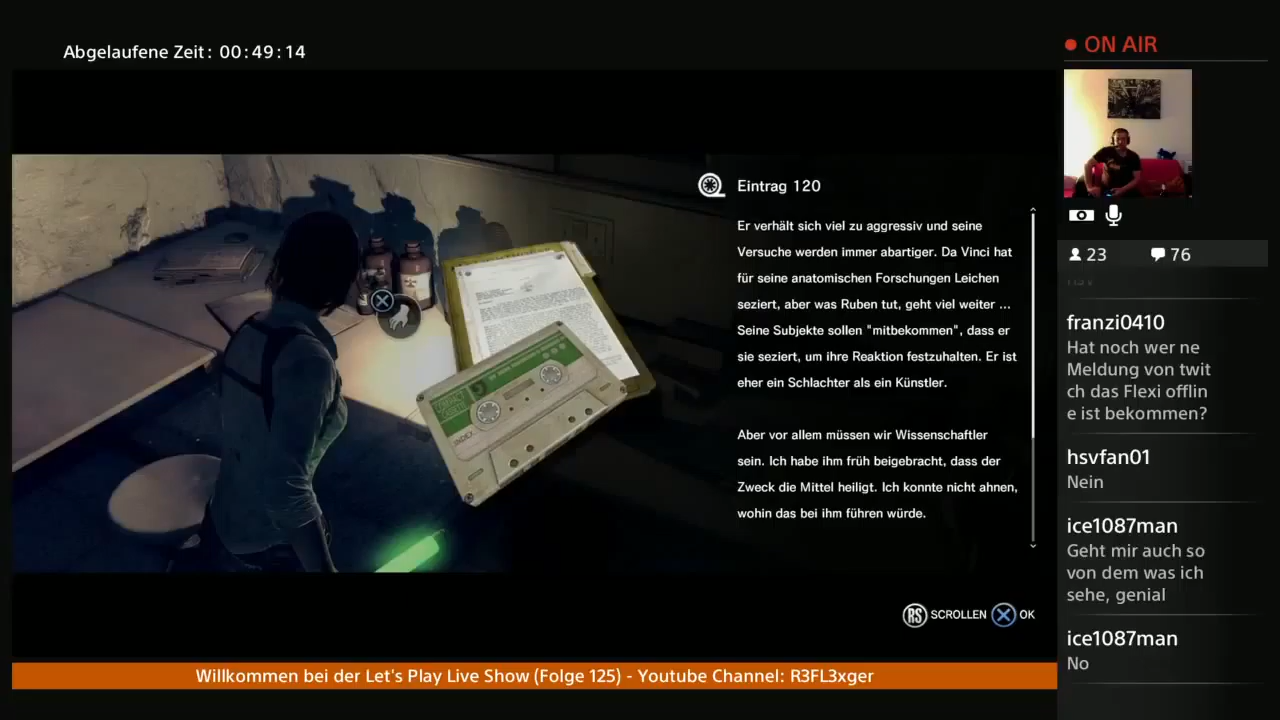 Abgelaufene Zeit: 00:49:14
ON AIR
23 76
Eintrag 120
Er verhält sich viel zu aggressiv und seine
Versuche werden immer abartiger. Da Vinci hat
für seine anatomischen Forschungen Leichen
seziert, aber was Ruben tut, geht viel weiter ...
Seine Subjekte sollen "mitbekommen", dass er
sie seziert, um ihre Reaktion festzuhalten. Er ist
eher ein Schlachter als ein Künstler.
Aber vor allem müssen wir Wissenschaftler
sein. Ich habe ihm früh beigebracht, dass der
Zweck die Mittel heiligt. Ich konnte nicht ahnen,
wohin das bei ihm führen würde.
INDEX
RS SCROLLEN OK
franzi0410
Hat noch wer ne
Meldung von twit
ch das Flexi offlin
e ist bekommen?
hsvfan01
Nein
ice1087man
Geht mir auch so
von dem was ich
sehe, genial
ice1087man
No
Willkommen bei der Let's Play Live Show (Folge 125) - Youtube Channel: R3FL3xger